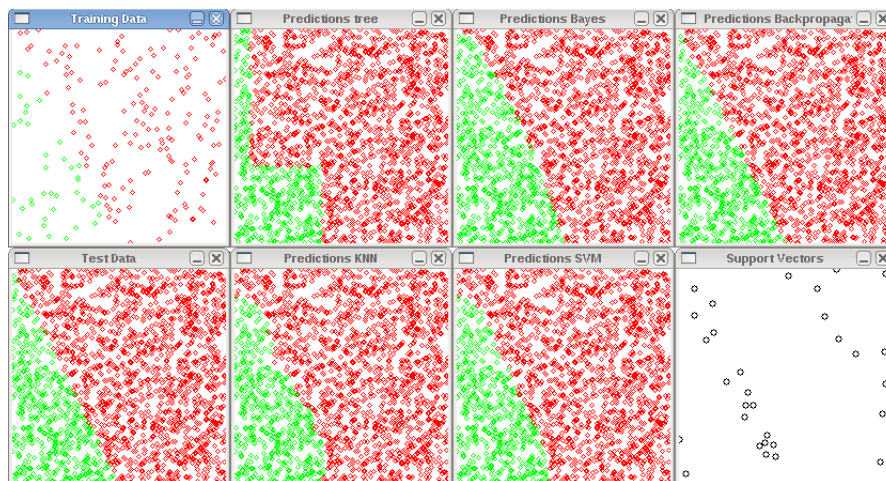 Training Data
Predictions tree
Predictions Bayes
Predictions Backpropaga
Test Data
Predictions KNN
Predictions SVM
Support Vectors